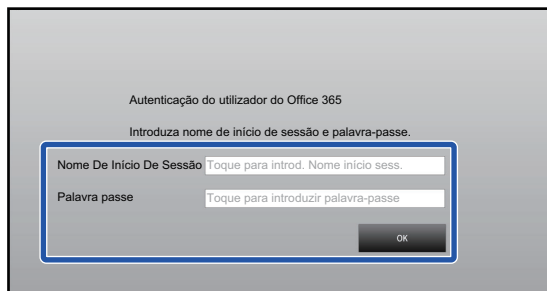 Autenticação do utilizador do Office 365
Introduza nome de início de sessão e palavra-passe.
Nome De Início De Sessão Toque para introd. Nome início sess.
Palavra passe Toque para introduzir palavra-passe
OK